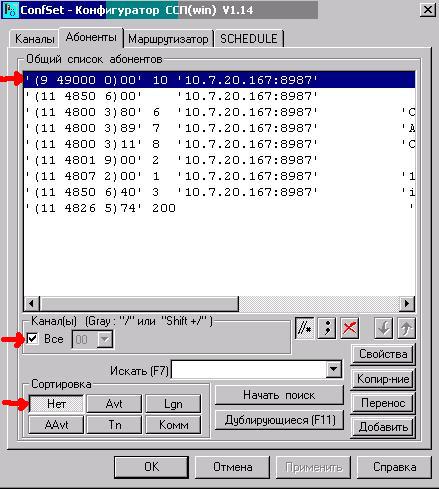 ConfSet - Конфигуратор ССП(win) V1.14
Каналы Абоненты Маршрутизатор SCHEDULE
Общий список абонентов
'(9 49000 0)00' 10 '10.7.20.167:8987'
'(11 4850 6)00 '10.7.20.167:8987'
'(11 4800 3)80 6 '10.7.20.167:8987' 'C
'(11 4800 3)89 7 '10.7.20.167:8987' 'A
'(11 4800 3)11' 8 '10.7.20.167:8987' 'C
'(11 4801 9)00' 2 '10.7.20.167:8987'
'(11 4807 2)00' 1 '10.7.20.167:8987' '1
'(11 4850 6)40' 3 '10.7.20.167:8987' 'i
'(11 4826 5)74' 200 '
Канал(ы) (Gray : "/" или "Shift +/" )
Все 00
//* ;
Свойства
Искать (F7)
Копир-ние
Сортировка
Начать поиск
Перенос
Нет Avt Lgn
Дублирующиеся (F11)
Добавить
AAvt Tn Комм
OK Отмена Применить Справка